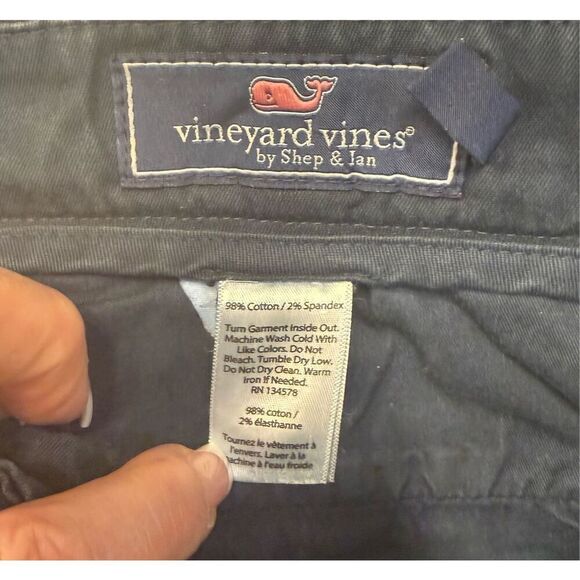 vineyard vines®
by Shep & Ian
98% Cotton / 2% Spandex
Turn Garment Inside Out.
Machine Wash Cold With
Like Colors. Do Not
Bleach. Tumble Dry Low.
Do Not Dry Clean. Warm
Iron If Needed.
RN 134578
98% coton /
2% élasthanne
Tournez le vêtement à
l'envers. Laver à la
machine à l'eau froide